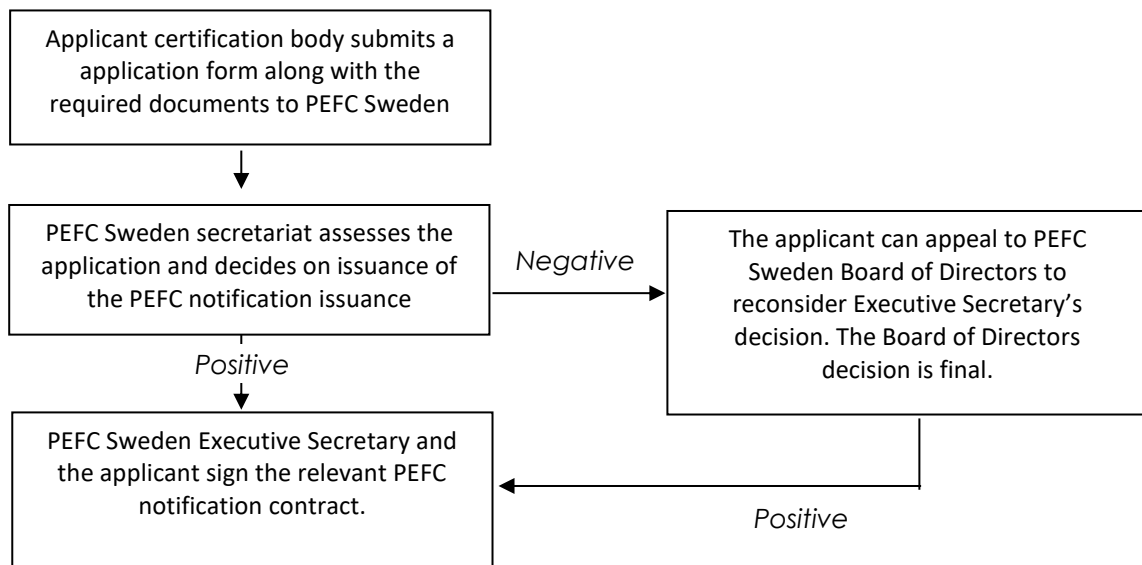 Applicant certification body submits a
application form along with the
required documents to PEFC Sweden
PEFC Sweden secretariat assesses the
application and decides on issuance of
the PEFC notification issuance
Negative
The applicant can appeal to PEFC
Sweden Board of Directors to
reconsider Executive Secretary’s
decision. The Board of Directors
decision is final.
Positive
PEFC Sweden Executive Secretary and
the applicant sign the relevant PEFC
notification contract.
Positive